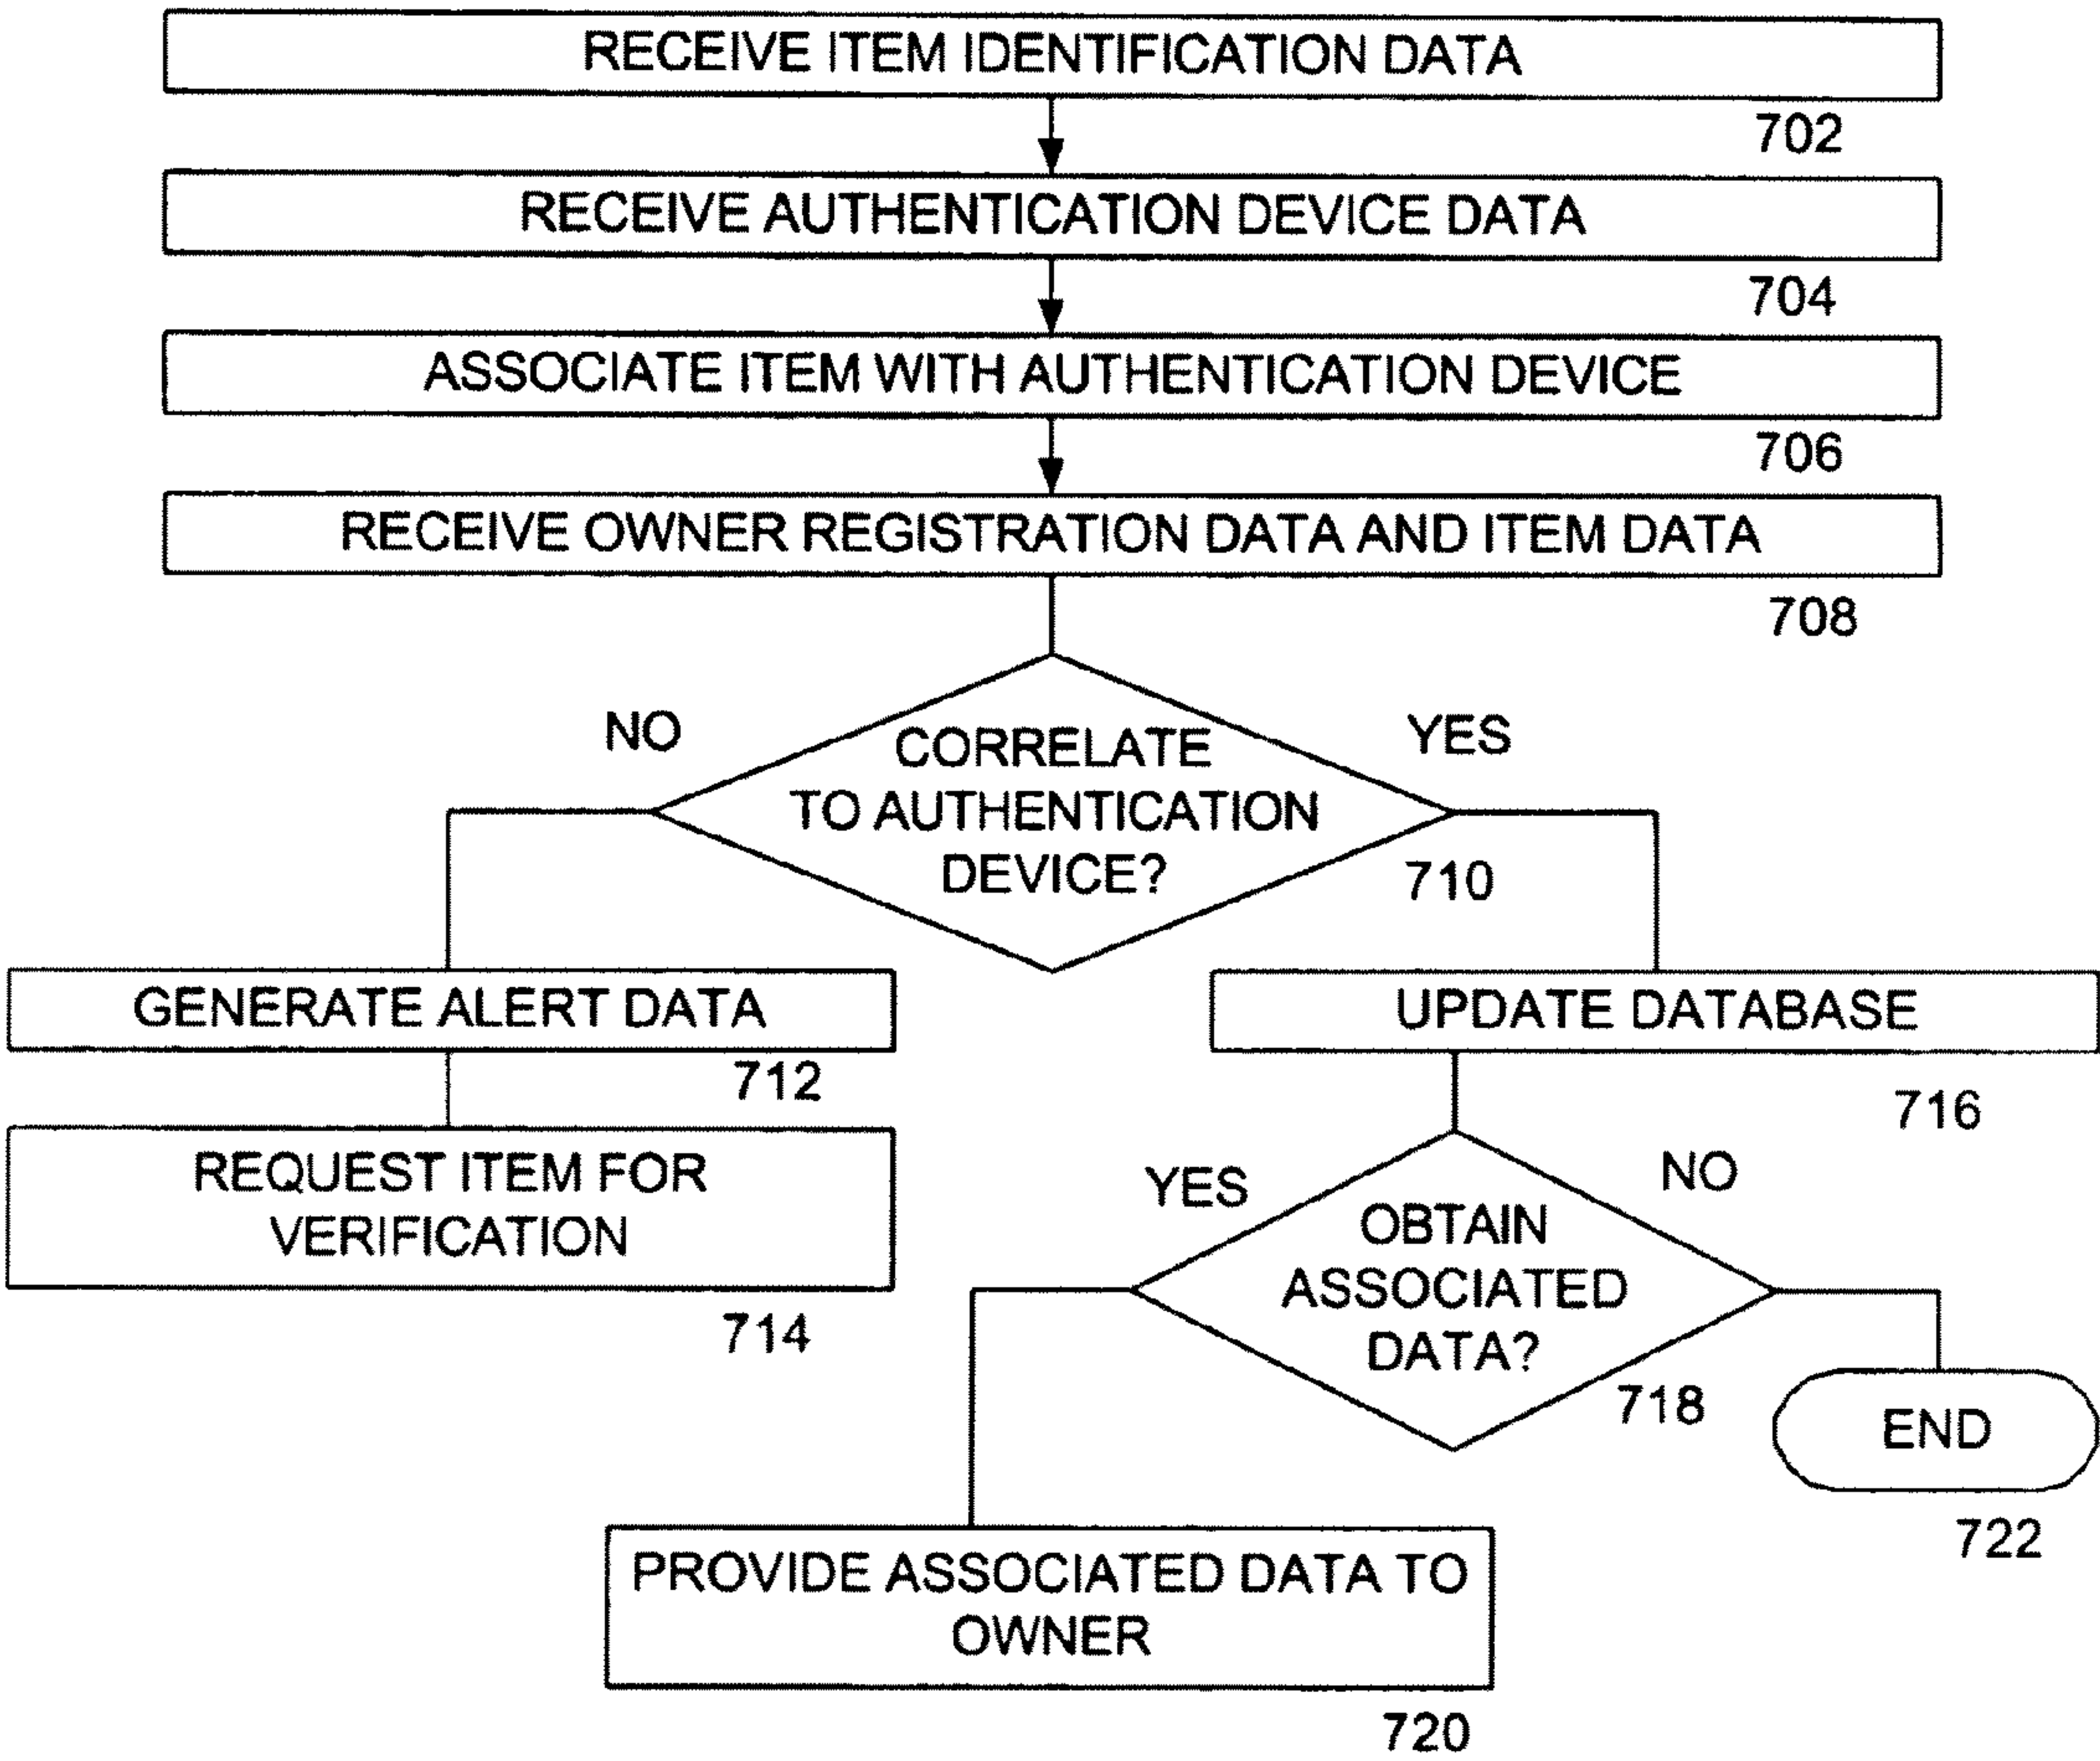 RECEIVE ITEM IDENTIFICATION DATA
702
RECEIVE AUTHENTICATION DEVICE DATA
704
ASSOCIATE ITEM WITH AUTHENTICATION DEVICE
706
RECEIVE OWNER REGISTRATION DATA AND ITEM DATA
708
NO
YES
CORRELATE
TO AUTHENTICATION
DEVICE?
710
GENERATE ALERT DATA
712
REQUEST ITEM FOR
VERIFICATION
714
UPDATE DATABASE
716
YES
NO
OBTAIN
ASSOCIATED
DATA?
718
END
722
PROVIDE ASSOCIATED DATA TO
OWNER
720